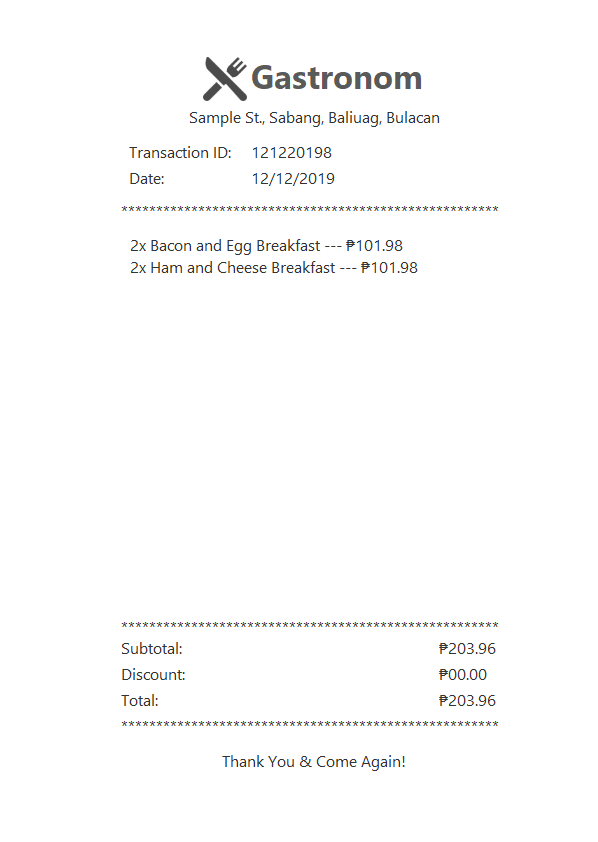 Gastronom
Sample St., Sabang, Baliuag, Bulacan
Transaction ID: 121220198
Date: 12/12/2019
******************************************************
2x Bacon and Egg Breakfast --- ₱101.98
2x Ham and Cheese Breakfast --- ₱101.98
******************************************************
Subtotal: ₱203.96
Discount: ₱00.00
Total: ₱203.96
******************************************************
Thank You & Come Again!